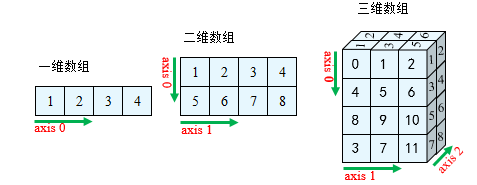 一维数组
1 2 3 4
axis 0
二维数组
axis 0
1 2 3 4
5 6 7 8
axis 1
三维数组
axis 0
1 2 4 6
1 3 5
0 1 2
4 5 6
8 9 10
3 7 11
1 2
3 4
5 6
7 8
axis 1
axis 2